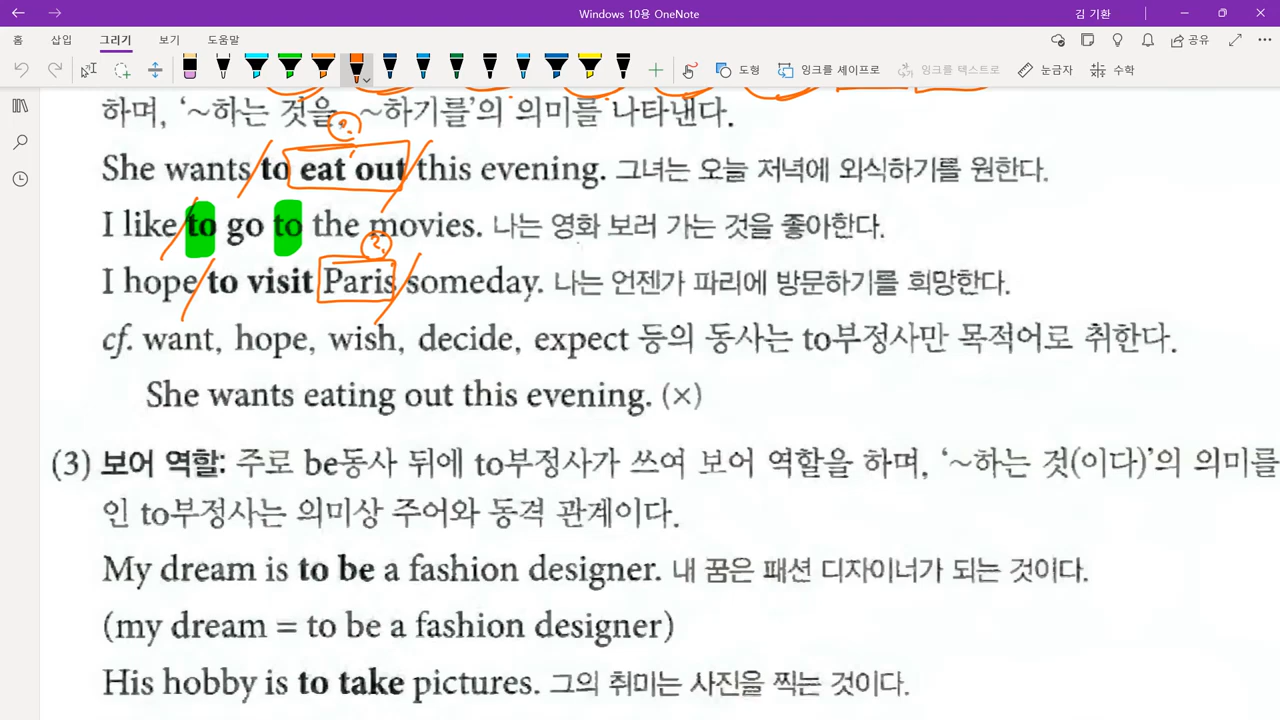 Windows 10용 OneNote
김 기환
홈 삽입 그리기 보기 도움말
공유
도형 잉크를 셰이프로 잉크를 텍스트로 눈금자 수학
하며, '~하는 것을, ~하기를'의 의미를 나타낸다.
She wants to eat out this evening. 그녀는 오늘 저녁에 외식하기를 원한다.
I like to go to the movies. 나는 영화 보러 가는 것을 좋아한다.
I hope to visit Paris someday. 나는 언젠가 파리에 방문하기를 희망한다.
cf. want, hope, wish, decide, expect 등의 동사는 to부정사만 목적어로 취한다.
She wants eating out this evening. (×)
(3) 보어 역할: 주로 be동사 뒤에 to부정사가 쓰여 보어 역할을 하며, '~하는 것(이다)'의 의미를
인 to부정사는 의미상 주어와 동격 관계이다.
My dream is to be a fashion designer. 내 꿈은 패션 디자이너가 되는 것이다.
(my dream = to be a fashion designer)
His hobby is to take pictures. 그의 취미는 사진을 찍는 것이다.